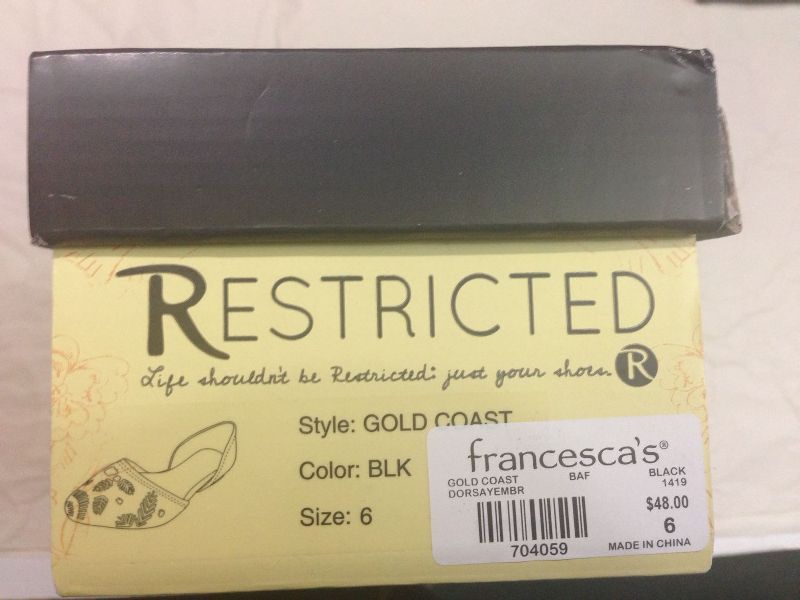 RESTRICTED
Life shouldn't be Restricted: just your shoes. R
Style: GOLD COAST
Color: BLK
Size: 6
francesca's®
GOLD COAST BAF BLACK
DORSAYEMBR 1419
$48.00
6
704059 MADE IN CHINA